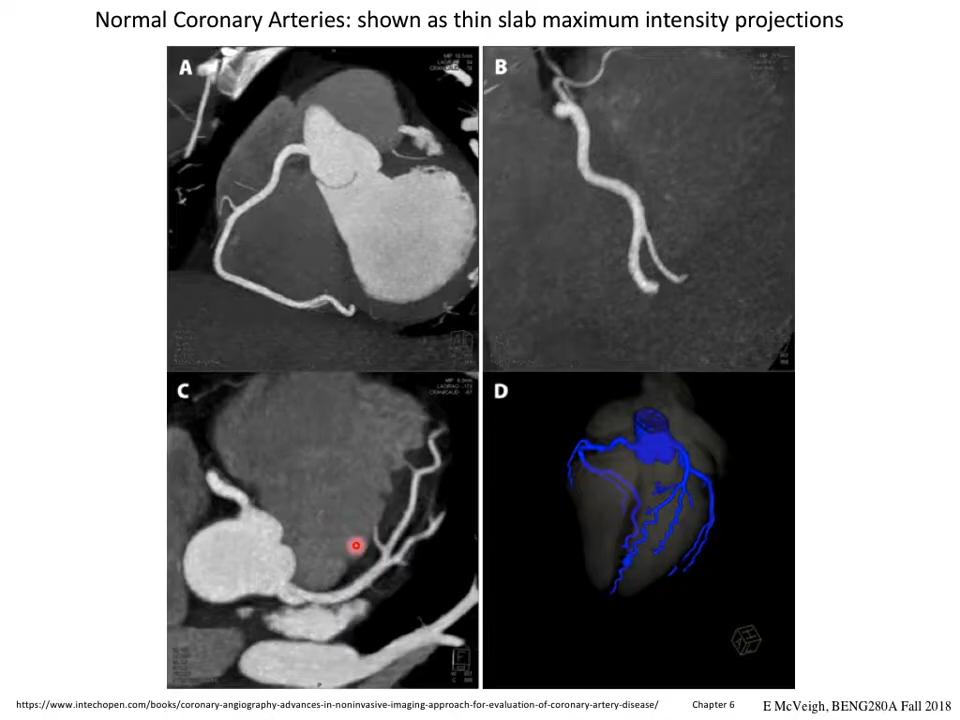 Normal Coronary Arteries: shown as thin slab maximum intensity projections
A
B
C
D
F
P
https://www.intechopen.com/books/coronary-angiography-advances-in-noninvasive-imaging-approach-for-evaluation-of-coronary-artery-disease/ Chapter 6 E McVeigh, BENG280A Fall 2018